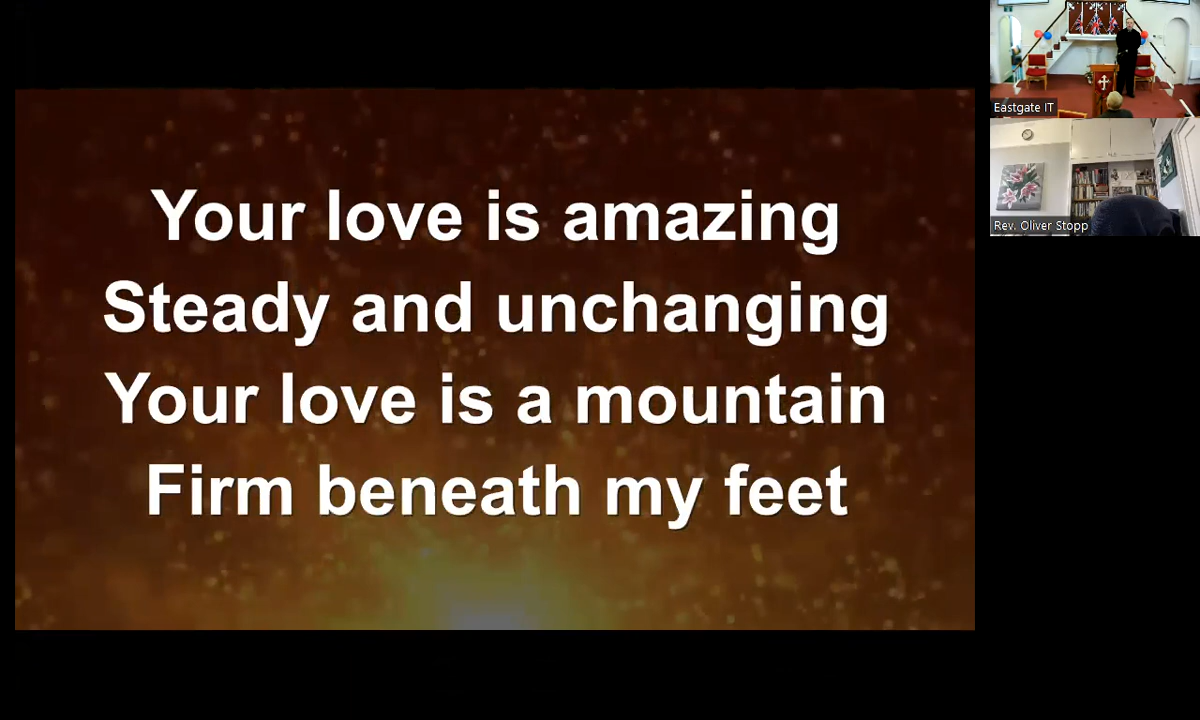 Your love is amazing
Steady and unchanging
Your love is a mountain
Firm beneath my feet
Eastgate IT
Rev. Oliver Stopp